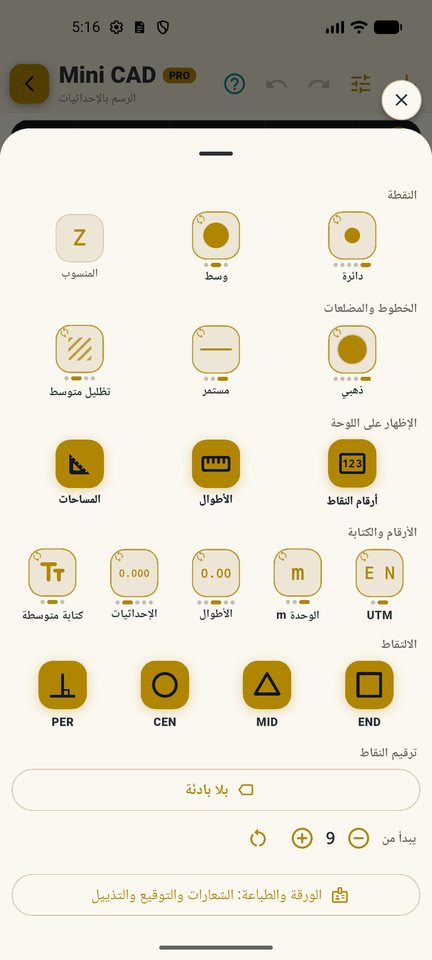 5:16
Mini CAD PRO
الرسم بالإحداثيات
النقطة
دائرة
وسط
Z
المنسوب
الخطوط والمضلعات
ذهبي
مستمر
تظليل متوسط
الإظهار على اللوحة
123
أرقام النقاط
الأطوال
المساحات
الأرقام والكتابة
E N
UTM
m
الوحدة m
0.00
الأطوال
0.000
الإحداثيات
TT
كتابة متوسطة
الالتقاط
END
MID
CEN
PER
ترقيم النقاط
بلا بادئة
يبدأ من 9
الورقة والطباعة: الشعارات والتوقيع والتذييل